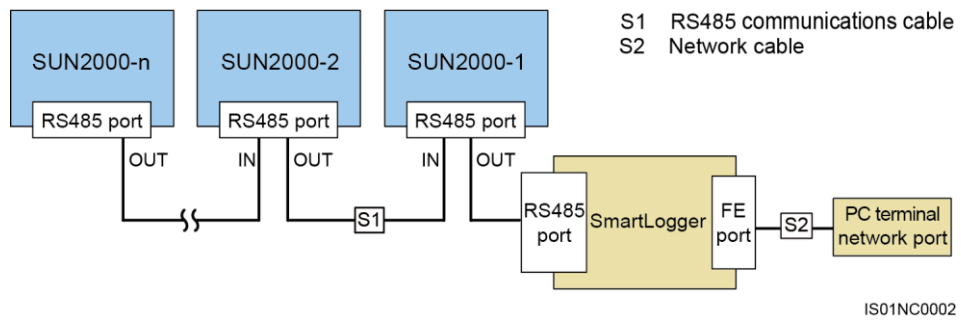 SUN2000-n
SUN2000-2
SUN2000-1
S1 RS485 communications cable
S2 Network cable
RS485 port
RS485 port
RS485 port
OUT
IN
OUT
IN
OUT
S1
RS485
port
SmartLogger
FE
port
S2
PC terminal
network port
IS01NC0002